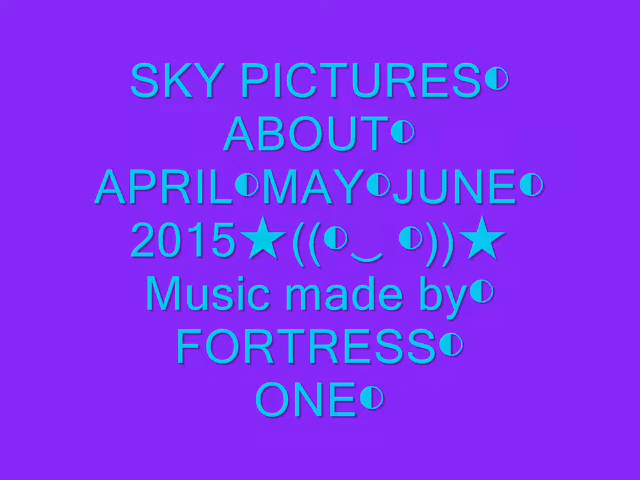 SKY PICTURES◐
ABOUT◐
APRIL◐MAY◐JUNE◐
2015★((◐‿ ◐))★
Music made by◐
FORTRESS◐
ONE◐